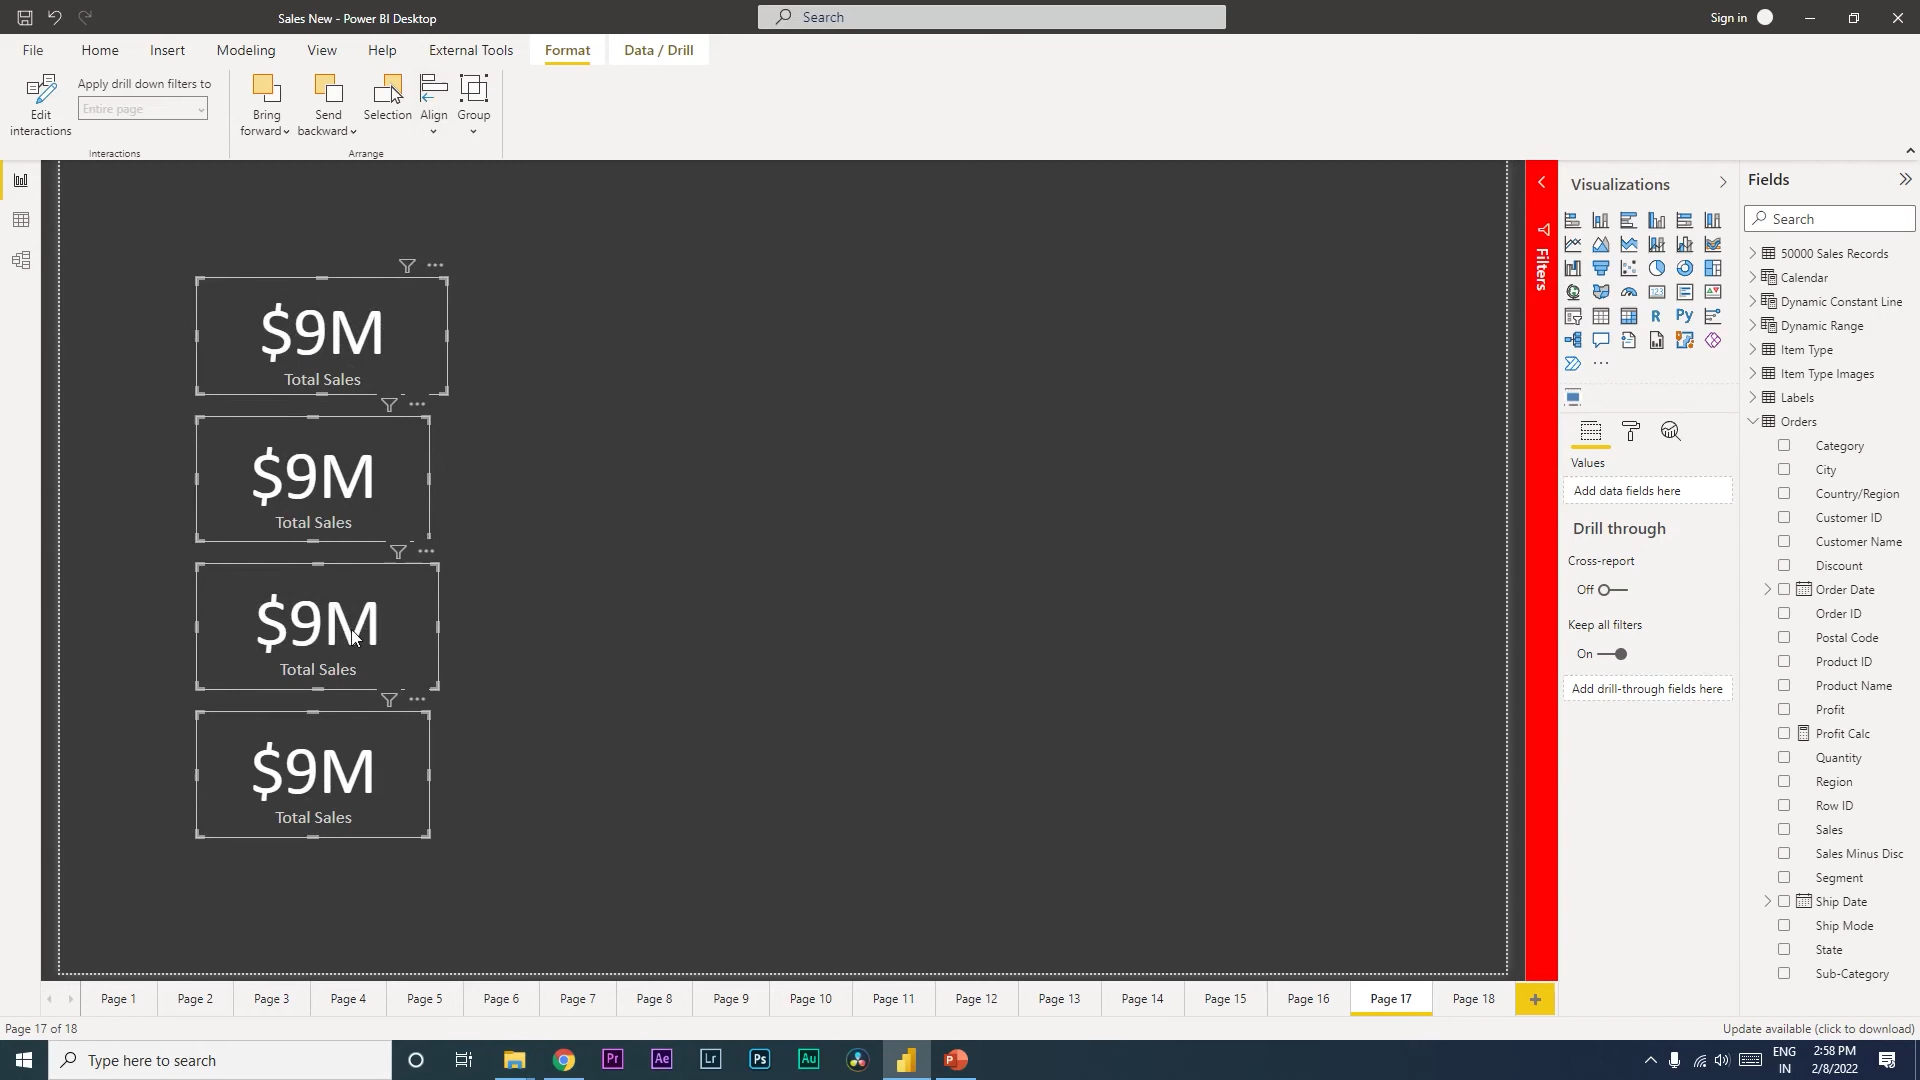 Sales New - Power BI Desktop
Search
Sign in
File
Home
Insert
Modeling
View
Help
External Tools
Format
Data / Drill
Edit
interactions
Apply drill down filters to
Entire page
Bring
forward
Send
backward
Selection
Align
Group
Interactions
Arrange
$9M
Total Sales
$9M
Total Sales
$9M
Total Sales
$9M
Total Sales
Filters
Visualizations
R
Py
123
Values
Add data fields here
Drill through
Cross-report
Off
Keep all filters
On
Add drill-through fields here
Fields
Search
50000 Sales Records
Calendar
Dynamic Constant Line
Dynamic Range
Item Type
Item Type Images
Labels
Orders
Category
City
Country/Region
Customer ID
Customer Name
Discount
Order Date
Order ID
Postal Code
Product ID
Product Name
Profit
Profit Calc
Quantity
Region
Row ID
Sales
Sales Minus Disc
Segment
Ship Date
Ship Mode
State
Sub-Category
Page 1
Page 2
Page 3
Page 4
Page 5
Page 6
Page 7
Page 8
Page 9
Page 10
Page 11
Page 12
Page 13
Page 14
Page 15
Page 16
Page 17
Page 18
+
Page 17 of 18
Update available (click to download)
Type here to search
Pr
Ae
Lr
Ps
Au
P
ENG
IN
2:58 PM
2/8/2022